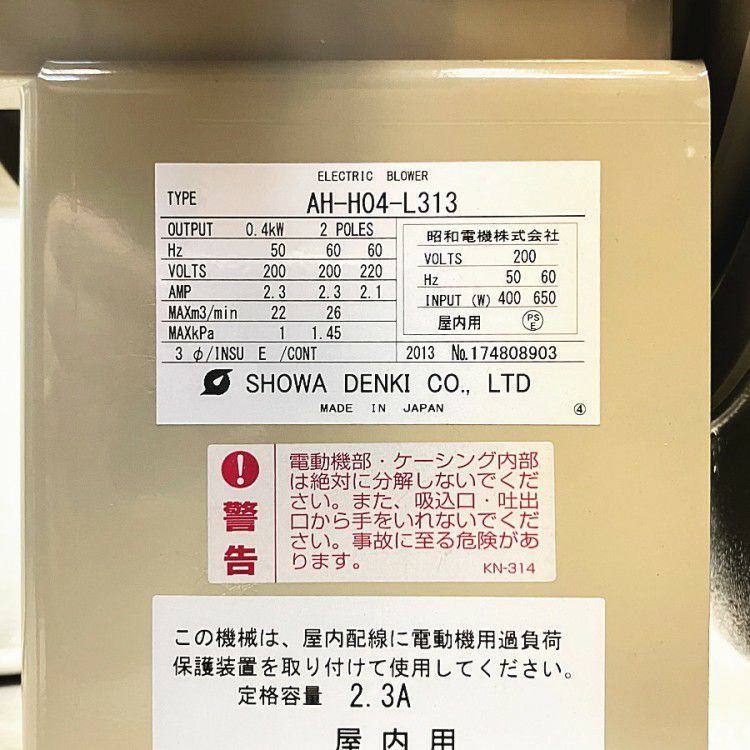 ELECTRIC BLOWER
TYPE AH-H04-L313
OUTPUT 0.4kW 2 POLES
Hz 50 60 60
VOLTS 200 200 220
AMP 2.3 2.3 2.1
MAXm3/min 22 26
MAXkPa 1 1.45
3 φ/INSU E /CONT
昭和電機株式会社
VOLTS 200
Hz 50 60
INPUT (W) 400 650
屋内用 PSE
2013 No.174808903
SHOWA DENKI CO., LTD
MADE IN JAPAN ④
警告
電動機部・ケーシング内部
は絶対に分解しないでくだ
さい。また、吸込口・吐出
口から手をいれないでくだ
さい。事故に至る危険があ
ります。 KN-314
この機械は、屋内配線に電動機用過負荷
保護装置を取り付けて使用してください。
定格容量 2.3A
屋内用